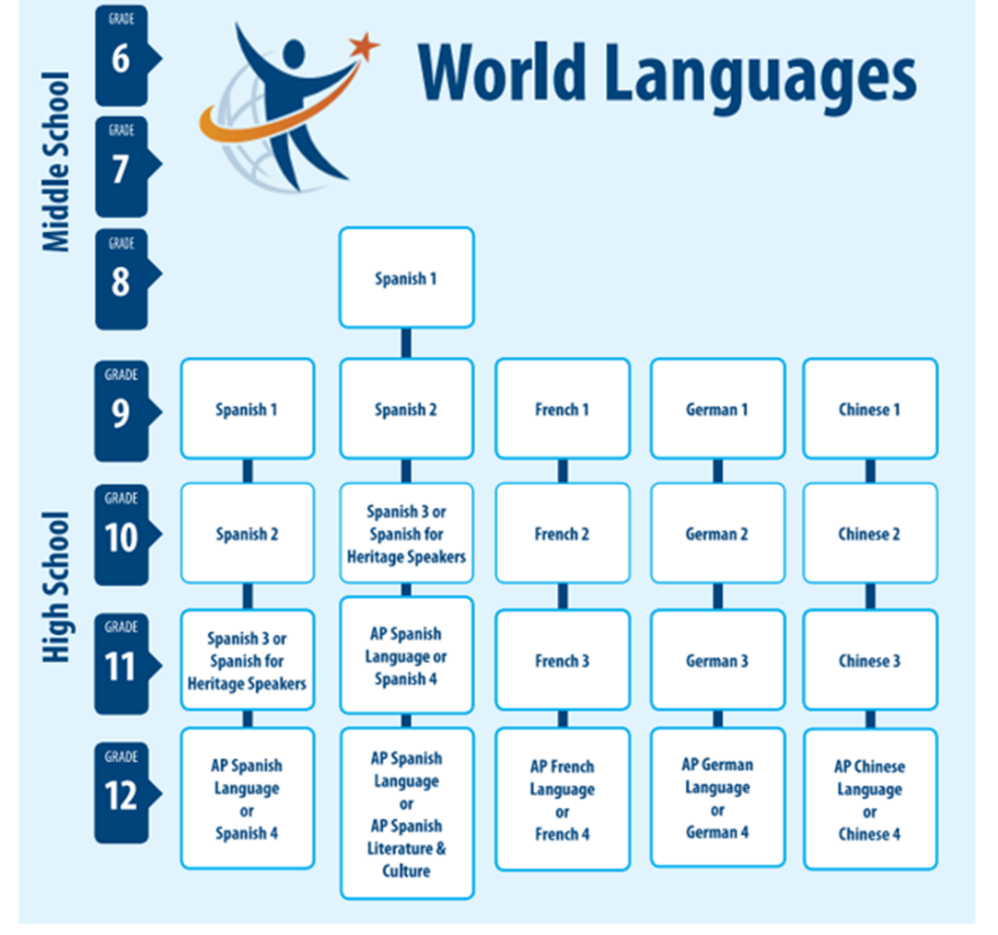 World Languages
Middle School
GRADE
6
GRADE
7
GRADE
8
Spanish 1
High School
GRADE
9
Spanish 1
Spanish 2
French 1
German 1
Chinese 1
GRADE
10
Spanish 2
Spanish 3 or
Spanish for
Heritage Speakers
French 2
German 2
Chinese 2
GRADE
11
Spanish 3 or
Spanish for
Heritage Speakers
AP Spanish
Language or
Spanish 4
French 3
German 3
Chinese 3
GRADE
12
AP Spanish
Language
or
Spanish 4
AP Spanish
Language
or
AP Spanish
Literature &
Culture
AP French
Language
or
French 4
AP German
Language
or
German 4
AP Chinese
Language
or
Chinese 4